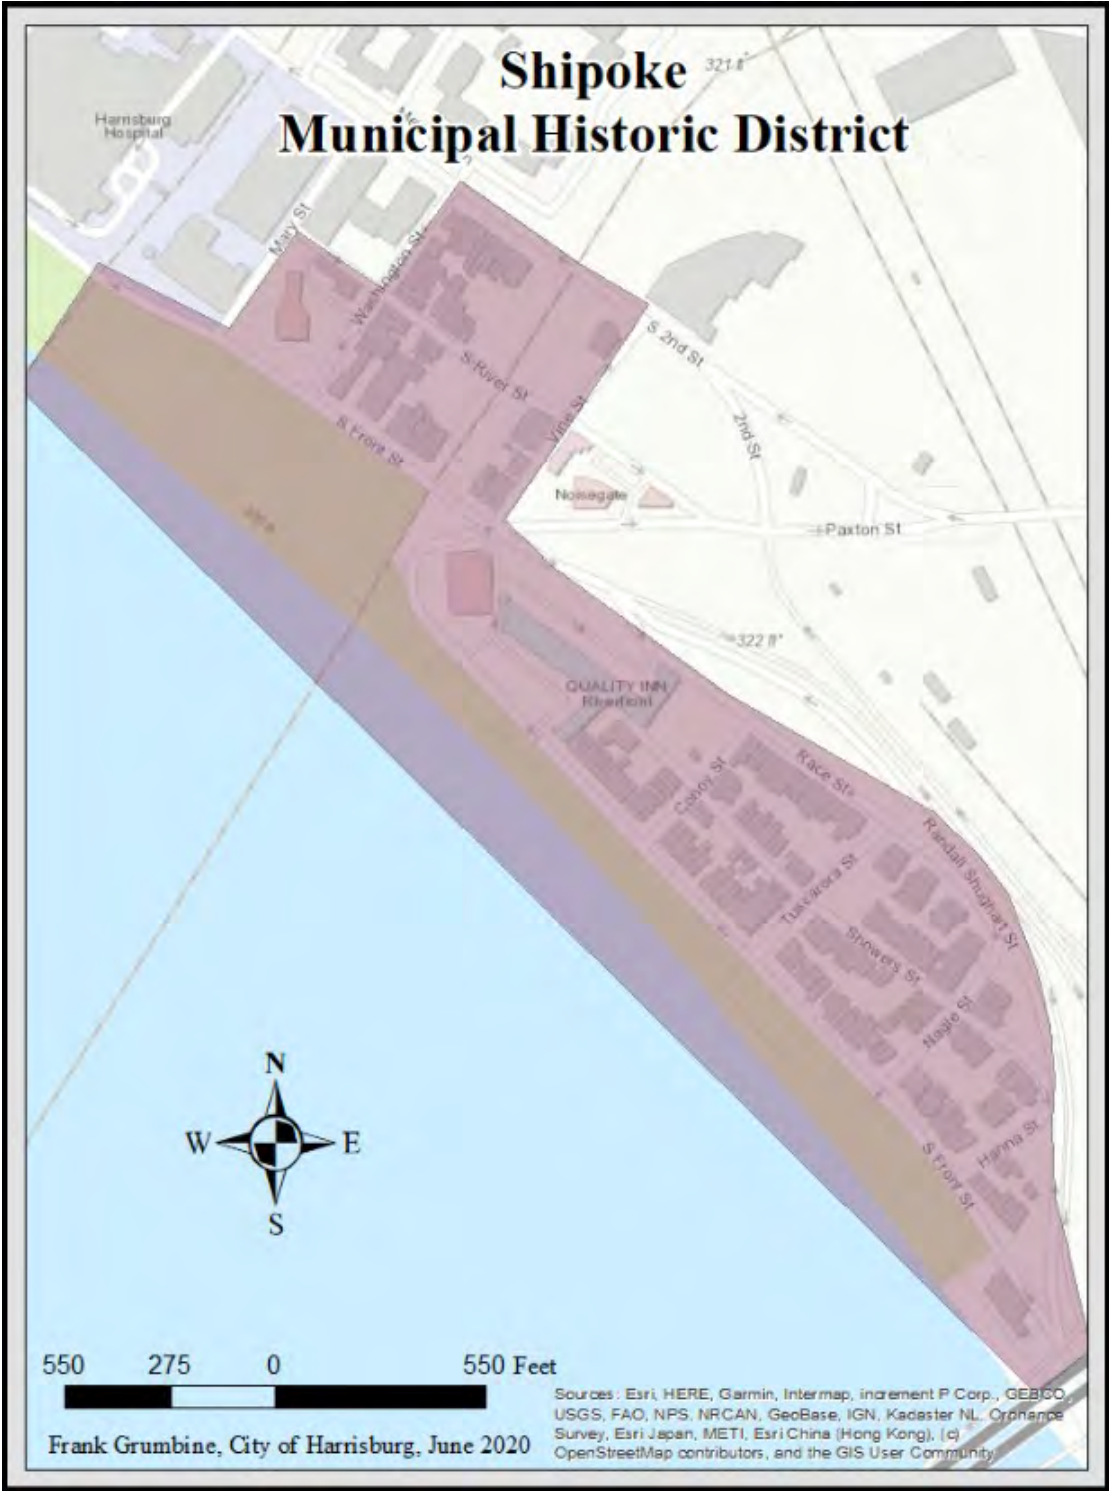 Shipoke
Municipal Historic District
321 ft
Harrisburg
Hospital
Mary St
Washington St
S 2nd St
S River St
2nd St
Vine St
S Front St
Noisegate
Paxton St
322 ft
QUALITY INN
Riverfront
Race St
Conoy St
Randall Shughart St
Tuscarora St
Showers St
Nagle St
Hanna St
S Front St
N
W E
S
550 275 0 550 Feet
Sources: Esri, HERE, Garmin, Intermap, increment P Corp., GEBCO,
USGS, FAO, NPS, NRCAN, GeoBase, IGN, Kadaster NL, Ordnance
Survey, Esri Japan, METI, Esri China (Hong Kong), (c)
OpenStreetMap contributors, and the GIS User Community
Frank Grumbine, City of Harrisburg, June 2020